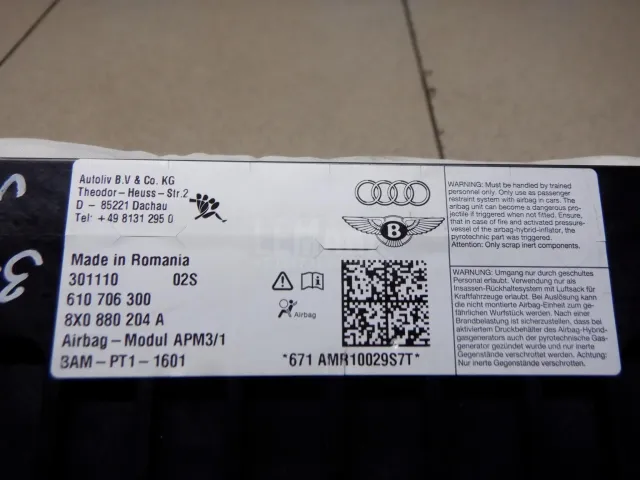 Autoliv B.V & Co. KG
Theodor-Heuss-Str.2
D - 85221 Dachau
Tel: +49 8131 295 0
B
Made in Romania
301110 02S
610 706 300
8X0 880 204 A
Airbag-Modul APM3/1
BAM-PT1-1601
Airbag
*671 AMR10029S7T*
WARNING: Must be handled by trained
personnel only. Only use as passenger
restraint system with airbag in cars. The
airbag unit can become a dangerous pro-
jectile if triggered when not fitted. Ensure,
that in case of fire and activated pressure-
vessel of the airbag-hybrid-inflator, the
pyrotechnic part was triggered.
Attention: Only scrap inert components.
WARNUNG: Umgang nur durch geschultes
Personal erlauben. Verwendung nur als
Insassen-Rückhaltesystem mit Luftsack für
Kraftfahrzeuge erlauben. Airbageinheit kann
die nicht montierte Airbag-Einheit zum ge-
fährlichen Wurfstück werden. Nach einer
Brandbelastung ist sicherzustellen, dass bei
aktiviertem Druckbehälter des Airbag-Hybrid-
gasgenerators auch der pyrotechnische Gas-
generator gezündet wurde und nur inerte
Gegenstände verschrottet werden. Achtung:
Nur inerte Gegenstände verschrotten.